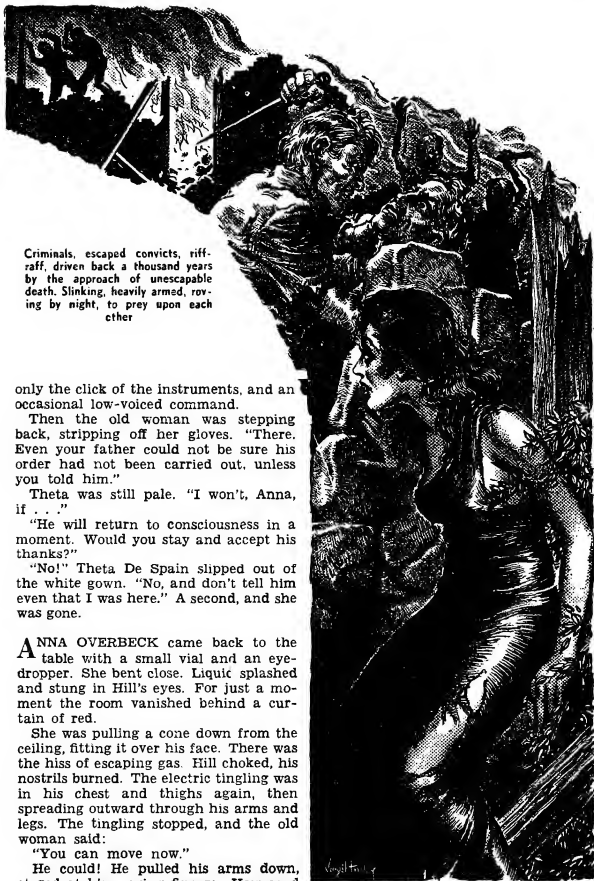 Criminals, escaped convicts, riff-
raff, driven back a thousand years
by the approach of unescapable
death. Slinking, heavily armed, rov-
ing by night, to prey upon each
cther
only the click of the instruments, and an
occasional low-voiced command.
Then the old woman was stepping
back, stripping off her gloves. "There.
Even your father could not be sure his
order had not been carried out, unless
you told him."
Theta was still pale. "I won't, Anna,
if . . ."
"He will return to consciousness in a
moment. Would you stay and accept his
thanks?"
"No!" Theta De Spain slipped out of
the white gown. "No, and don't tell him
even that I was here." A second, and she
was gone.
ANNA OVERBECK came back to the
table with a small vial and an eye-
dropper. She bent close. Liquic splashed
and stung in Hill's eyes. For just a mo-
ment the room vanished behind a cur-
tain of red.
She was pulling a cone down from the
ceiling, fitting it over his face. There was
the hiss of escaping gas. Hill choked, his
nostrils burned. The electric tingling was
in his chest and thighs again, then
spreading outward through his arms and
legs. The tingling stopped, and the old
woman said:
"You can move now."
He could! He pulled his arms down,